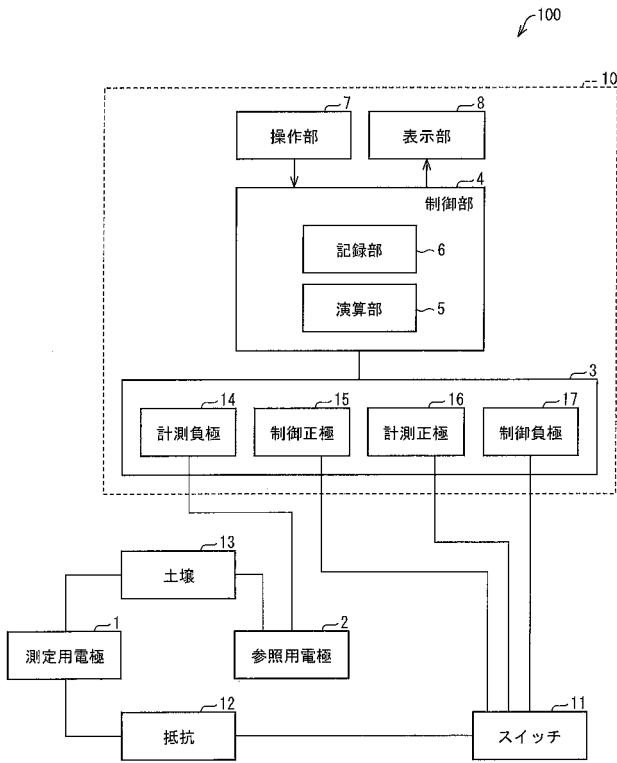 100
10
7
操作部
8
表示部
4
制御部
記録部
6
演算部
5
3
14
計測負極
15
制御正極
16
計測正極
17
制御負極
13
土壌
1
測定用電極
2
参照用電極
12
抵抗
11
スイッチ